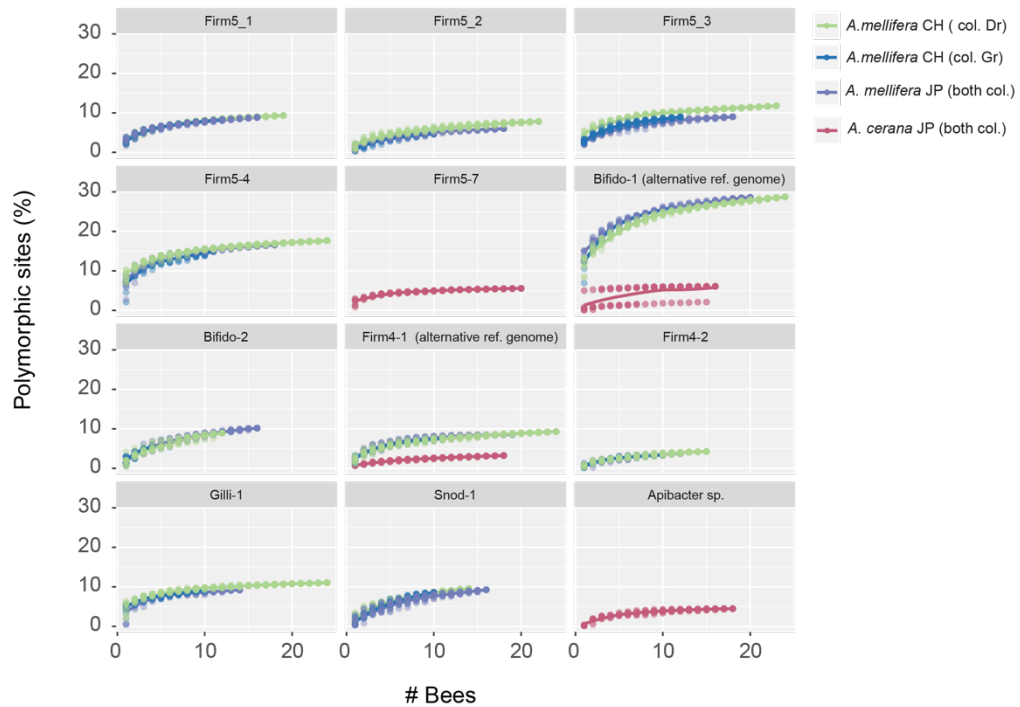 Firm5_1
Firm5_2
Firm5_3
30
20
10
0
Firm5-4
Firm5-7
Bifido-1 (alternative ref. genome)
30
20
10
0
Bifido-2
Firm4-1 (alternative ref. genome)
Firm4-2
30
20
10
0
Gilli-1
Snod-1
Apibacter sp.
30
20
10
0
0 20 0 20 0 20
# Bees
Polymorphic sites (%)
A.mellifera CH ( col. Dr)
A.mellifera CH (col. Gr)
A. mellifera JP (both col.)
A. cerana JP (both col.)